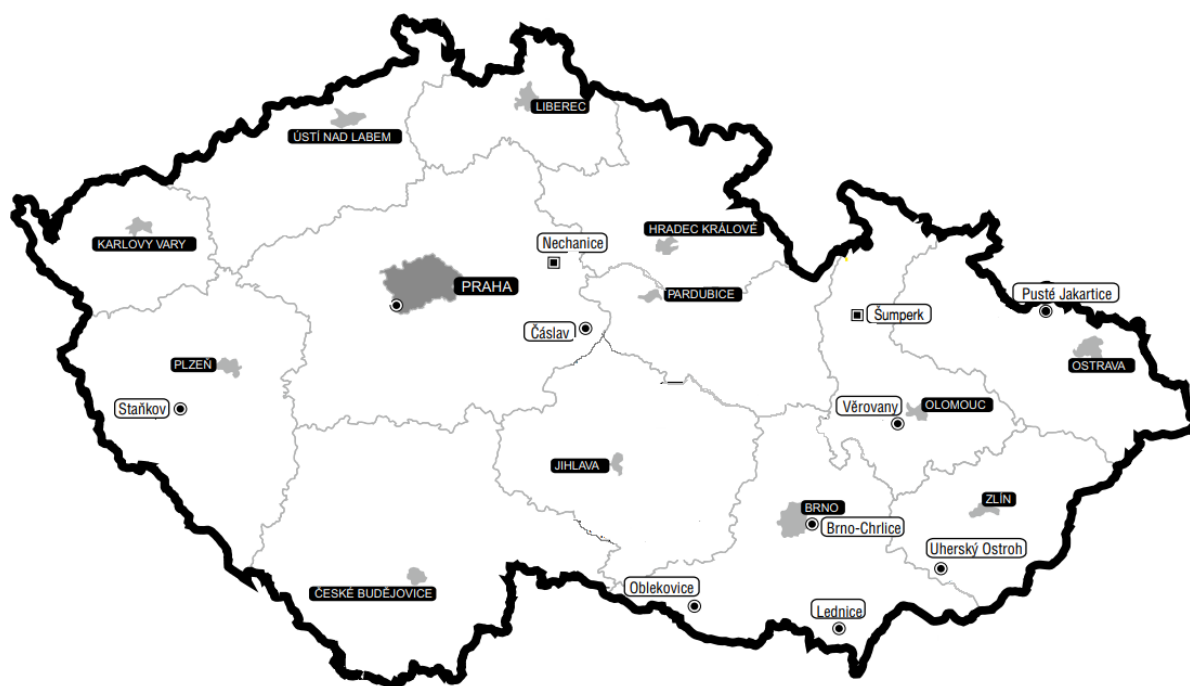 LIBEREC
ÚSTÍ NAD LABEM
KARLOVY VARY
HRADEC KRÁLOVÉ
Nechanice
PRAHA
PARDUBICE
Pusté Jakartice
Šumperk
Čáslav
PLZEŇ
OSTRAVA
Staňkov
Věrovany
OLOMOUC
JIHLAVA
ZLÍN
BRNO
Brno-Chrlice
Uherský Ostroh
Oblekovice
ČESKÉ BUDĚJOVICE
Lednice